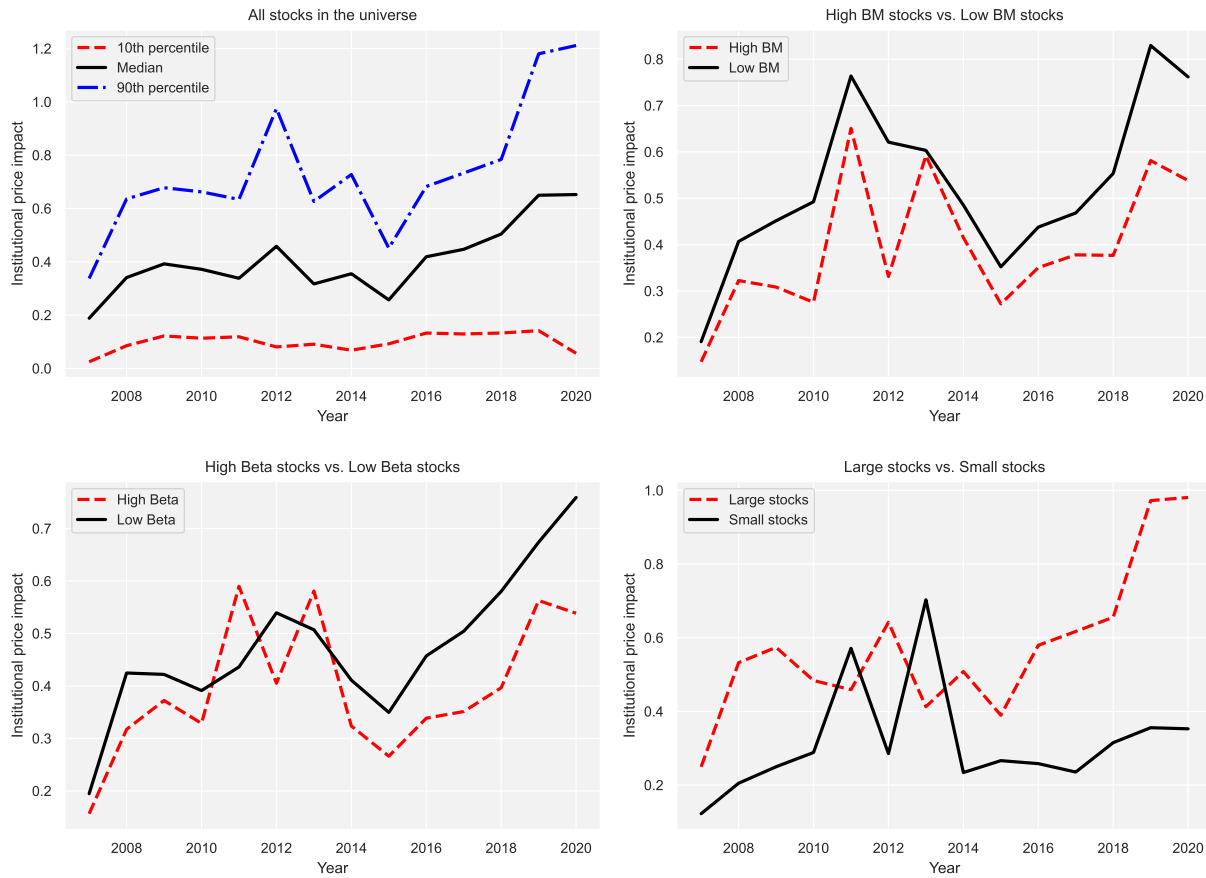 All stocks in the universe
10th percentile
Median
90th percentile
Institutional price impact
1.2
1.0
0.8
0.6
0.4
0.2
0.0
2008 2010 2012 2014 2016 2018 2020
Year
High BM stocks vs. Low BM stocks
High BM
Low BM
Institutional price impact
0.8
0.7
0.6
0.5
0.4
0.3
0.2
2008 2010 2012 2014 2016 2018 2020
Year
High Beta stocks vs. Low Beta stocks
High Beta
Low Beta
Institutional price impact
0.7
0.6
0.5
0.4
0.3
0.2
2008 2010 2012 2014 2016 2018 2020
Year
Large stocks vs. Small stocks
Large stocks
Small stocks
Institutional price impact
1.0
0.8
0.6
0.4
0.2
2008 2010 2012 2014 2016 2018 2020
Year